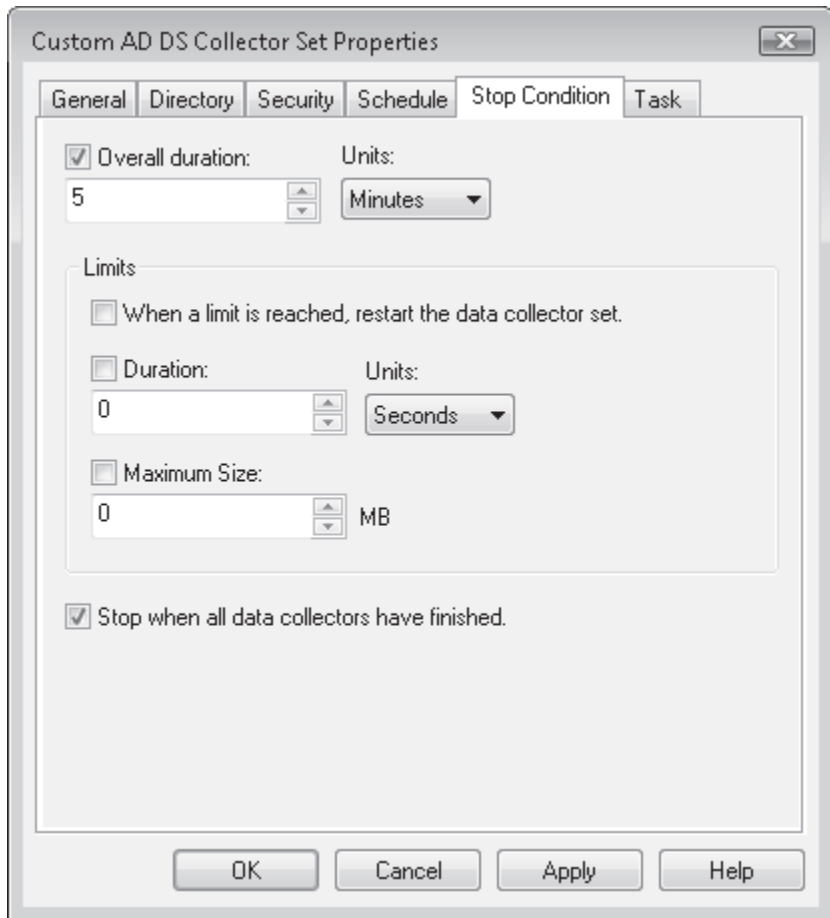 Custom AD DS Collector Set Properties
General Directory Security Schedule Stop Condition Task
Overall duration: Units:
5 Minutes
Limits
When a limit is reached, restart the data collector set.
Duration: Units:
0 Seconds
Maximum Size:
0 MB
Stop when all data collectors have finished.
OK Cancel Apply Help